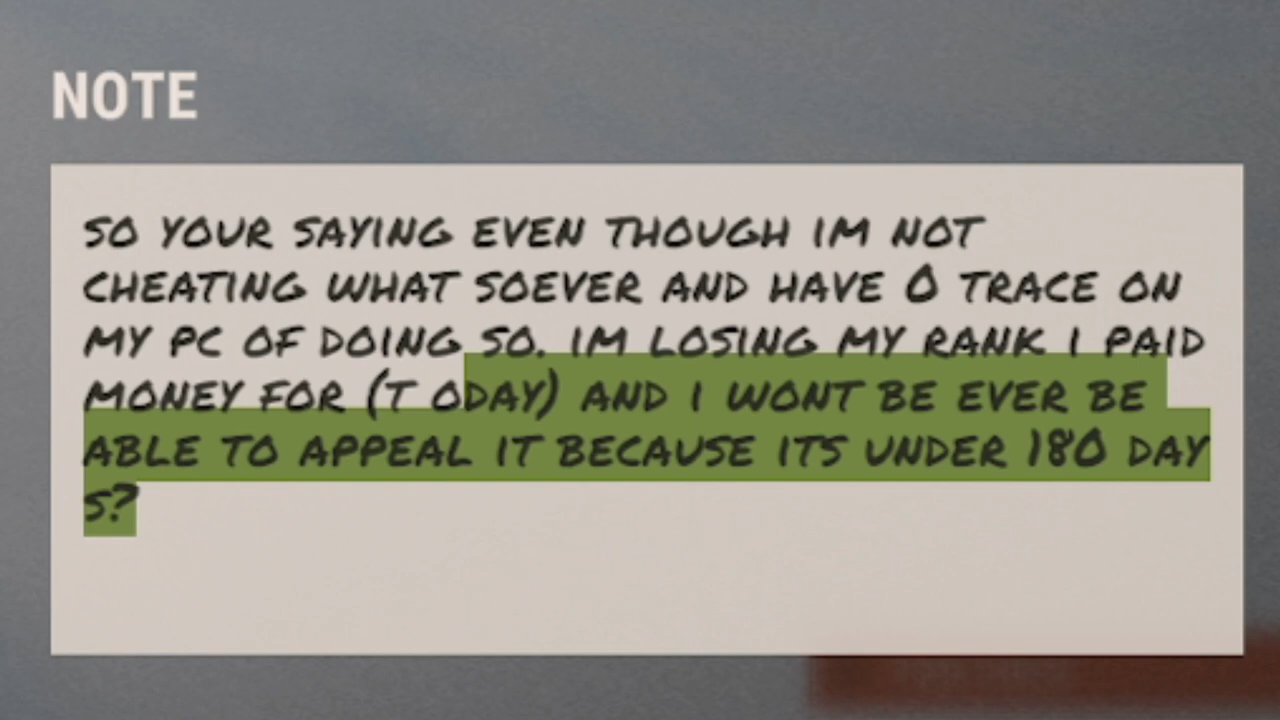 NOTE
SO YOUR SAYING EVEN THOUGH IM NOT
CHEATING WHAT SOEVER AND HAVE 0 TRACE ON
MY PC OF DOING SO. IM LOSING MY RANK I PAID
MONEY FOR (T ODAY) AND I WONT BE EVER BE
ABLE TO APPEAL IT BECAUSE ITS UNDER 180 DAY
S?